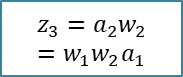 z₃ = a₂w₂
= w₁w₂a₁